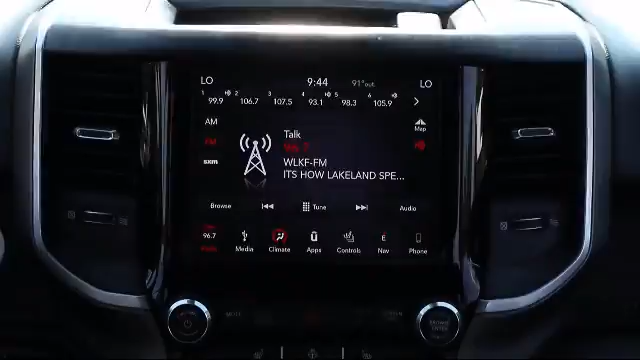 LO 9:44 91°out LO
1 99.9 2 106.7 3 107.5 4 93.1 5 98.3 6 105.9
AM
FM
sxm
Talk
WLKF-FM
ITS HOW LAKELAND SPE...
Map
Browse Tune Audio
96.7
Media Climate Apps Controls Nav Phone
BROWSE
ENTER